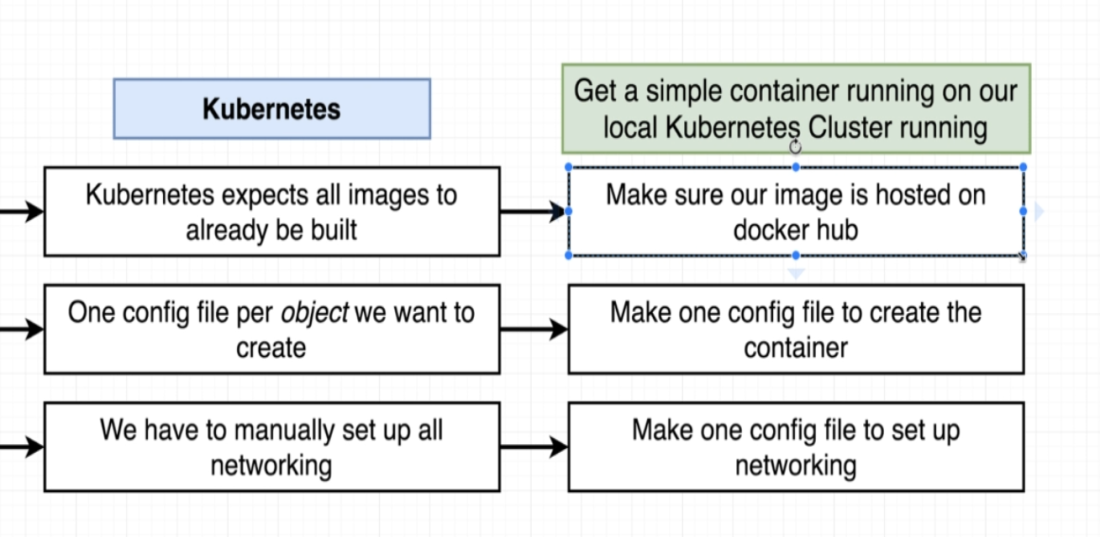 Kubernetes
Get a simple container running on our
local Kubernetes Cluster running
Kubernetes expects all images to
already be built
Make sure our image is hosted on
docker hub
One config file per object we want to
create
Make one config file to create the
container
We have to manually set up all
networking
Make one config file to set up
networking